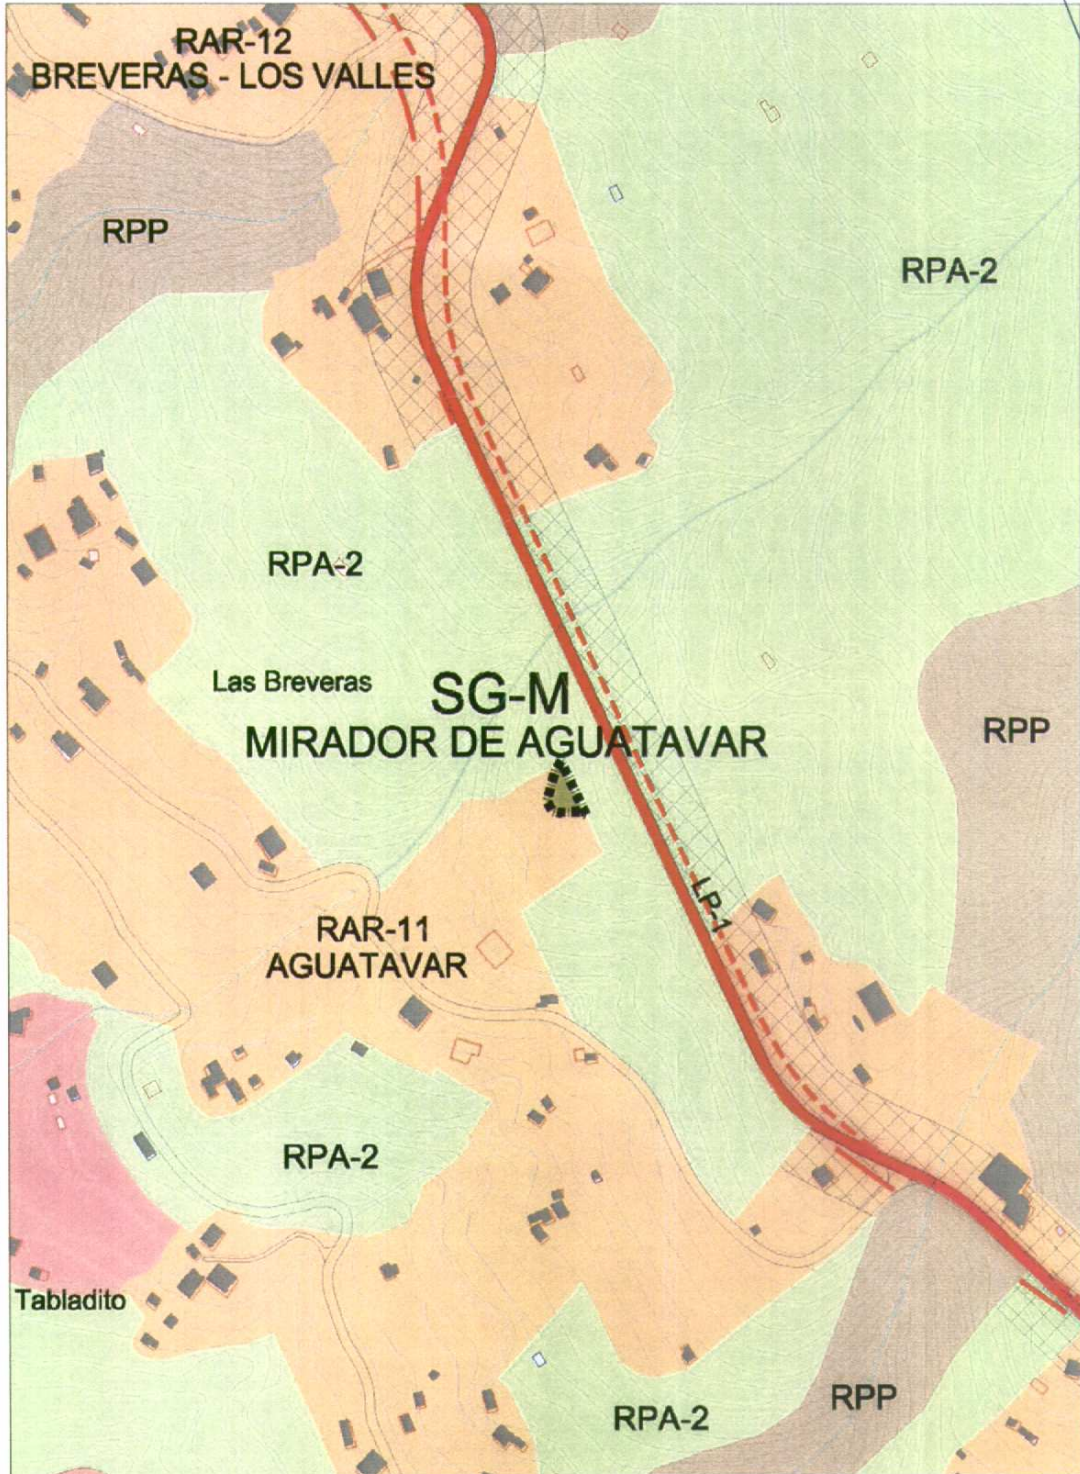 RAR-12
BREVERAS - LOS VALLES
RPP
RPA-2
RPA-2
Las Breveras
SG-M
MIRADOR DE AGUATAVAR
RPP
LP-1
RAR-11
AGUATAVAR
RPA-2
Tabladito
RPP
RPA-2